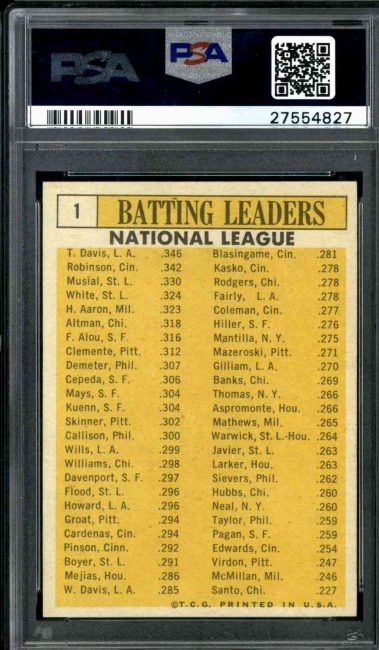 PSA
PSA
27554827
1
BATTING LEADERS
NATIONAL LEAGUE
T. Davis, L. A. .346
Robinson, Cin. .342
Musial, St. L. .330
White, St. L. .324
H. Aaron, Mil. .323
Altman, Chi. .318
F. Alou, S. F. .316
Clemente, Pitt. .312
Demeter, Phil. .307
Cepeda, S. F. .306
Mays, S. F. .304
Kuenn, S. F. .304
Skinner, Pitt. .302
Callison, Phil. .300
Wills, L. A. .299
Williams, Chi. .298
Davenport, S. F. .297
Flood, St. L. .296
Howard, L. A. .296
Groat, Pitt. .294
Cardenas, Cin. .294
Pinson, Cinn. .292
Boyer, St. L. .291
Mejias, Hou. .286
W. Davis, L. A. .285
Blasingame, Cin. .281
Kasko, Cin. .278
Rodgers, Chi. .278
Fairly, L. A. .278
Coleman, Cin. .277
Hiller, S. F. .276
Mantilla, N. Y. .275
Mazeroski, Pitt. .271
Gilliam, L. A. .270
Banks, Chi. .269
Thomas, N. Y. .266
Aspromonte, Hou. .266
Mathews, Mil. .265
Warwick, St. L.-Hou. .264
Javier, St. L. .263
Larker, Hou. .263
Sievers, Phil. .262
Hubbs, Chi. .260
Neal, N. Y. .260
Taylor, Phil. .259
Pagan, S. F. .259
Edwards, Cin. .254
Virdon, Pitt. .247
McMillan, Mil. .246
Santo, Chi. .227
©T.C.G. PRINTED IN U.S.A.